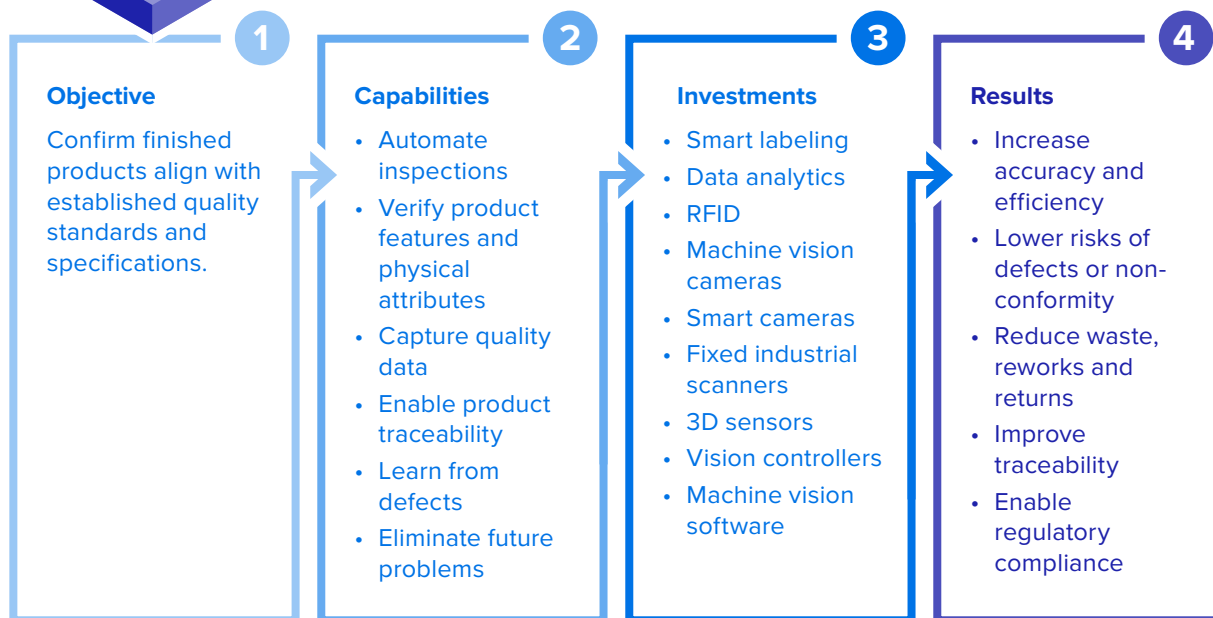 1
Objective
Confirm finished
products align with
established quality
standards and
specifications.
2
Capabilities
• Automate
inspections
• Verify product
features and
physical
attributes
• Capture quality
data
• Enable product
traceability
• Learn from
defects
• Eliminate future
problems
3
Investments
• Smart labeling
• Data analytics
• RFID
• Machine vision
cameras
• Smart cameras
• Fixed industrial
scanners
• 3D sensors
• Vision controllers
• Machine vision
software
4
Results
• Increase
accuracy and
efficiency
• Lower risks of
defects or non-
conformity
• Reduce waste,
reworks and
returns
• Improve
traceability
• Enable
regulatory
compliance